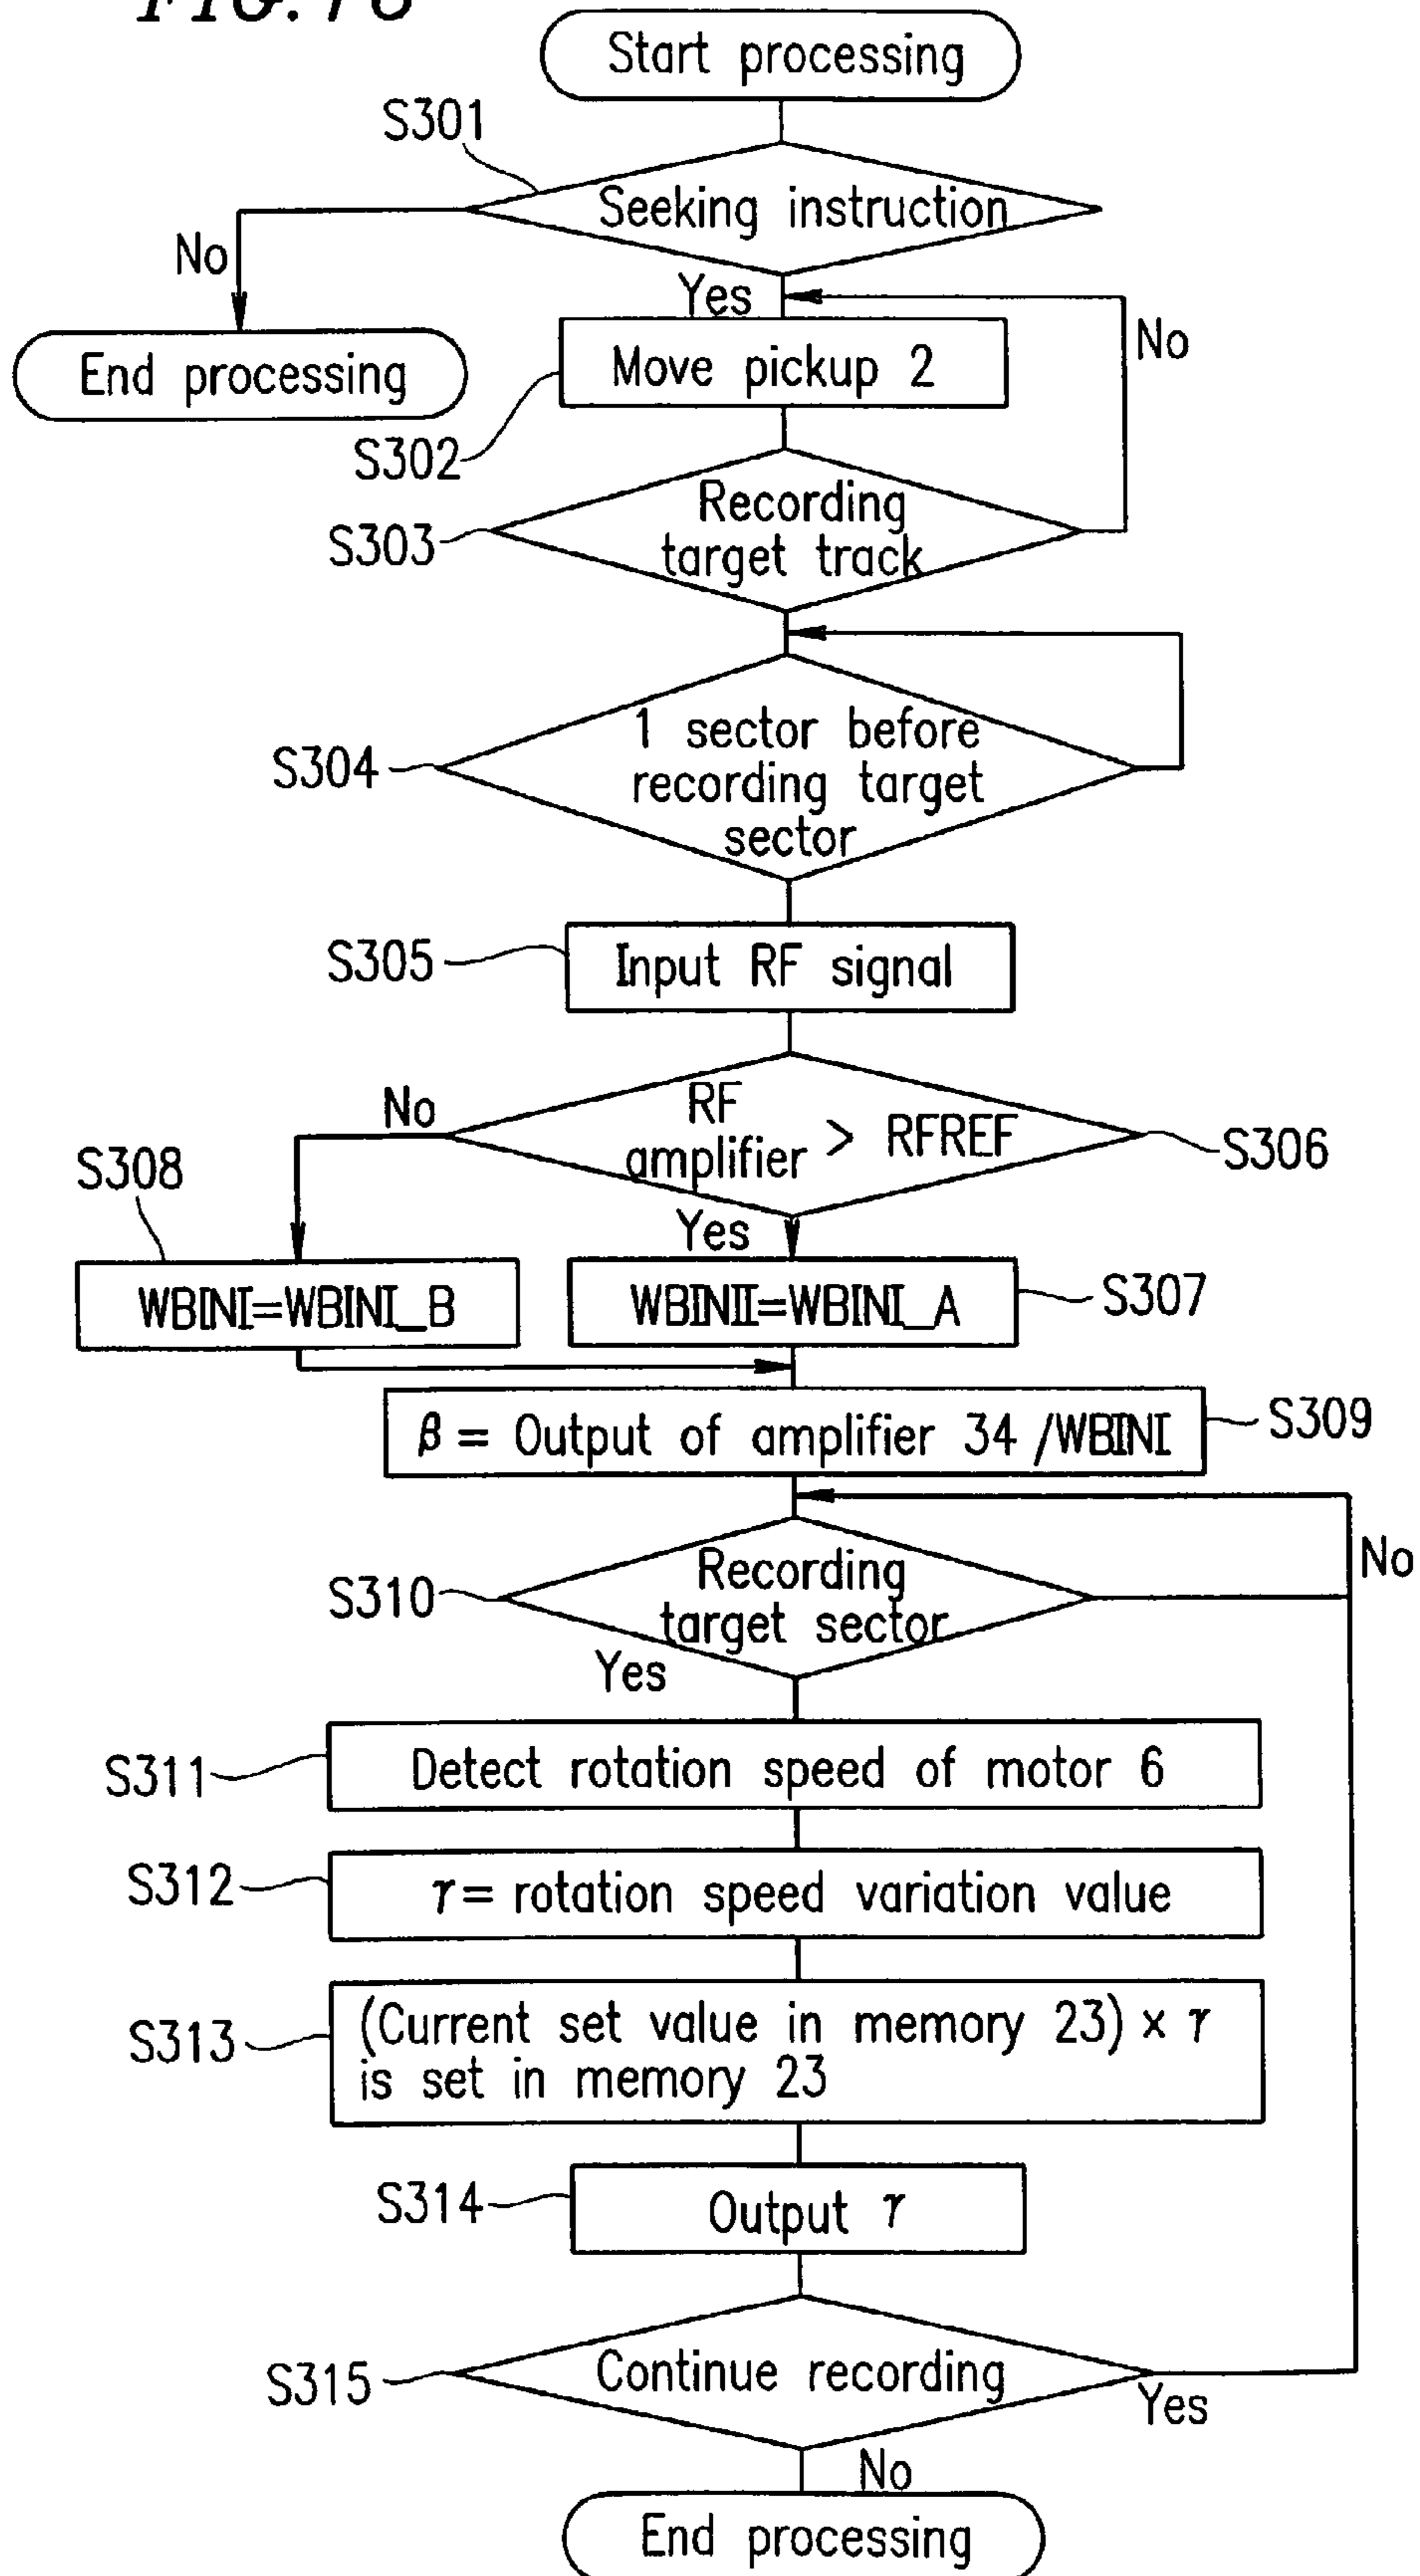 Start processing
S301
Seeking instruction
No
Yes
End processing
Move pickup 2
No
S302
Recording
target track
S303
1 sector before
recording target
sector
S304
S305
Input RF signal
No
RF
amplifier > RFREF
S306
S308
Yes
WBINI=WBINI_B
WBINII=WBINI_A
S307
β = Output of amplifier 34 /WBINI
S309
Recording
target sector
S310
No
Yes
S311
Detect rotation speed of motor 6
S312
γ = rotation speed variation value
S313
(Current set value in memory 23) × γ
is set in memory 23
S314
Output γ
S315
Continue recording
Yes
No
End processing